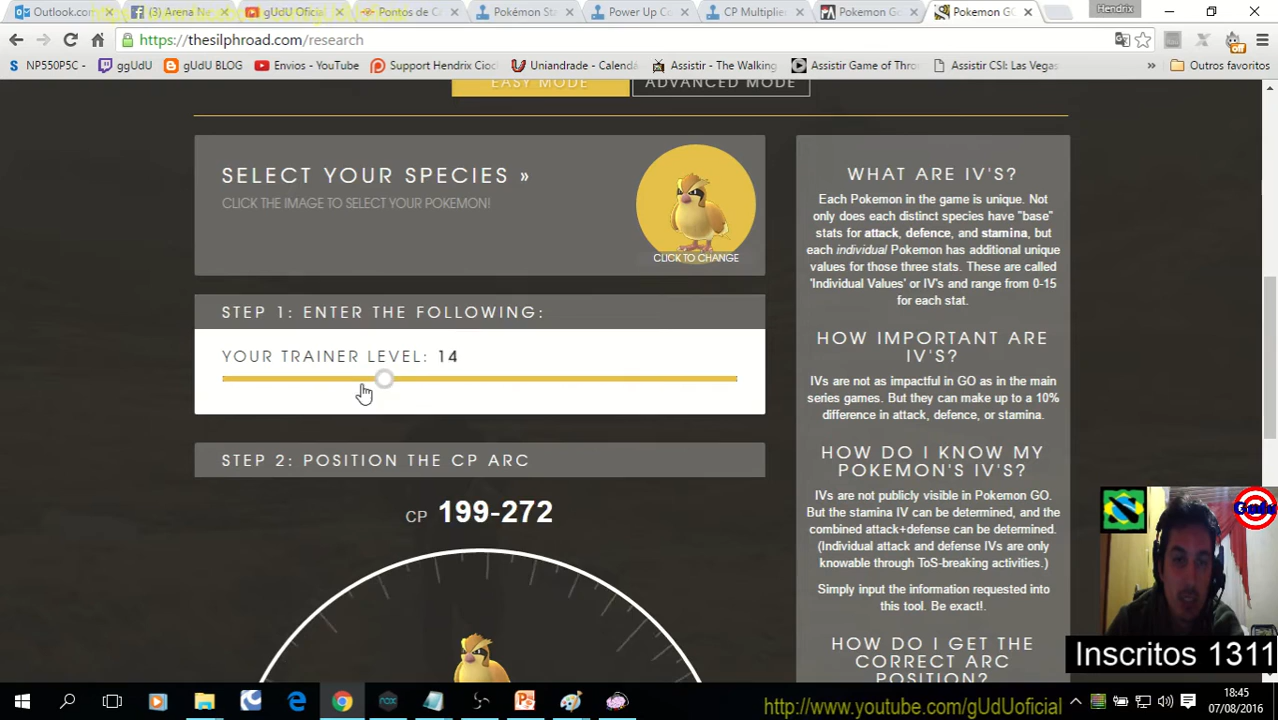 Outlook.com
(3) Arena Ne
gUdU Oficial
Pontos de C
Pokémon Sta
Power Up Co
CP Multiplie
Pokemon Go
Pokemon GO
Hendrix
https://thesilphroad.com/research
NP550P5C -
ggUdU
gUdU BLOG
Envios - YouTube
Support Hendrix Cioc
Uniandrade - Calenda
Assistir - The Walking
Assistir Game of Thro
Assistir CSI: Las Vegas
»
Outros favoritos
off
EASY MODE
ADVANCED MODE
SELECT YOUR SPECIES »
CLICK THE IMAGE TO SELECT YOUR POKEMON!
CLICK TO CHANGE
STEP 1: ENTER THE FOLLOWING:
YOUR TRAINER LEVEL: 14
STEP 2: POSITION THE CP ARC
CP 199-272
WHAT ARE IV'S?
Each Pokemon in the game is unique. Not
only does each distinct species have "base"
stats for attack, defence, and stamina, but
each individual Pokemon has additional unique
values for those three stats. These are called
'Individual Values' or IV's and range from 0-15
for each stat.
HOW IMPORTANT ARE
IV'S?
IVs are not as impactful in GO as in the main
series games. But they can make up to a 10%
difference in attack, defence, or stamina.
HOW DO I KNOW MY
POKEMON'S IV'S?
IVs are not publicly visible in Pokemon GO.
But the stamina IV can be determined, and the
combined attack+defense can be determined.
(Individual attack and defense IVs are only
knowable through ToS-breaking activities.)
Simply input the information requested into
this tool. Be exact!.
HOW DO I GET THE
CORRECT ARC
POSITION?
Inscritos 1311
http://www.youtube.com/gUdUoficial
18:45
07/08/2016